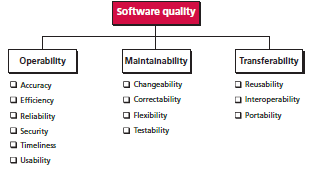 Software quality
Operability
Accuracy
Efficiency
Reliability
Security
Timeliness
Usability
Maintainability
Changeability
Correctability
Flexibility
Testability
Transferability
Reusability
Interoperability
Portability